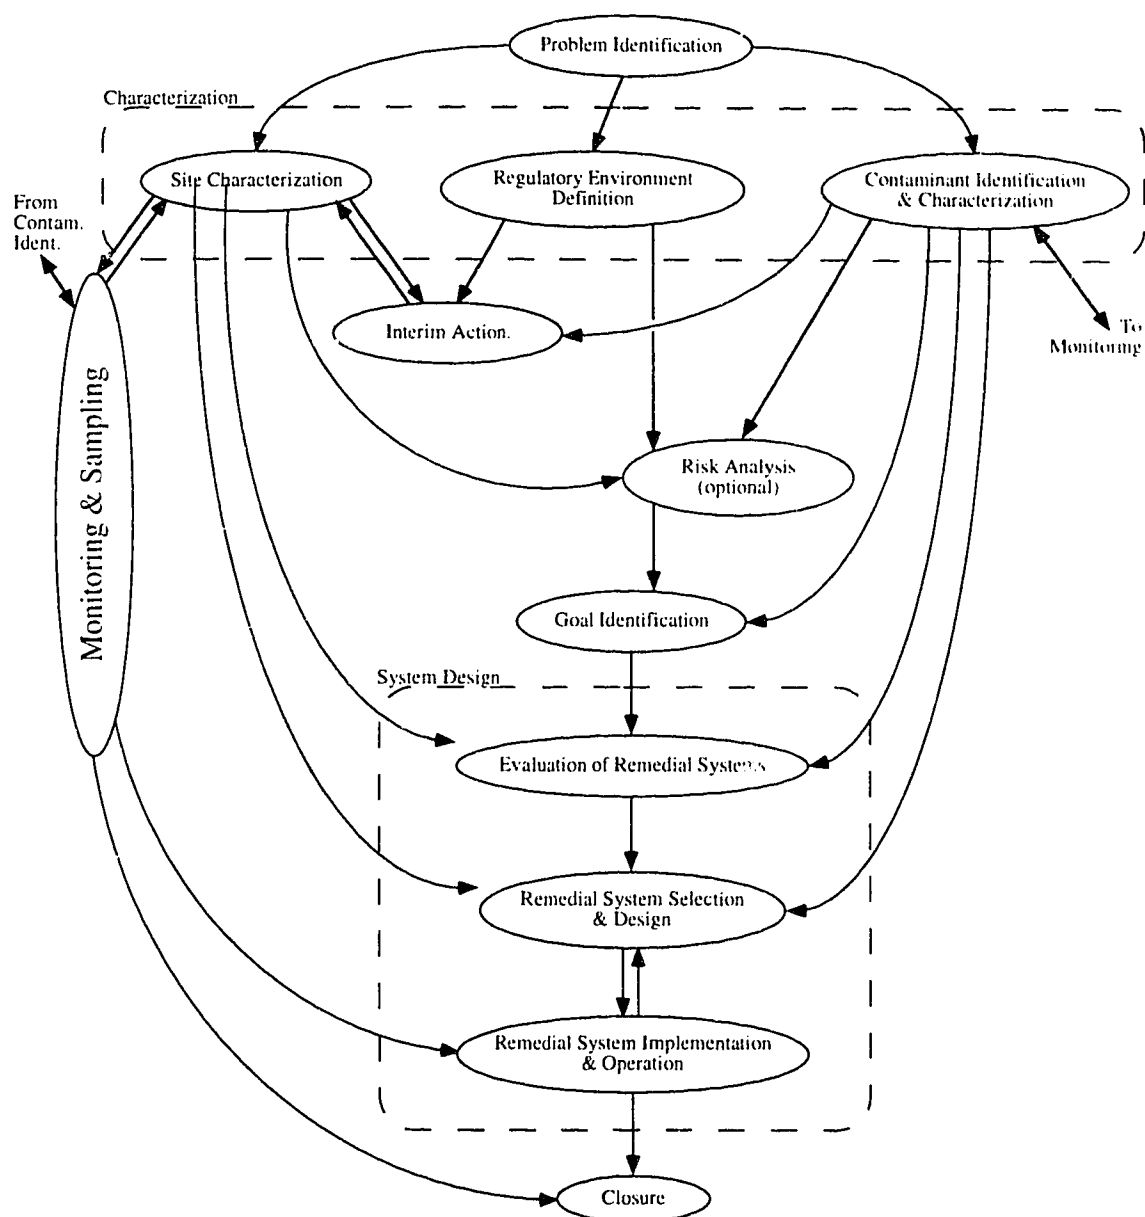 Problem Identification
Characterization
Site Characterization
Regulatory Environment
Definition
Contaminant Identification
& Characterization
From
Contam.
Ident.
Interim Action.
To
Monitoring
Monitoring & Sampling
Risk Analysis
(optional)
Goal Identification
System Design
Evaluation of Remedial Systems
Remedial System Selection
& Design
Remedial System Implementation
& Operation
Closure